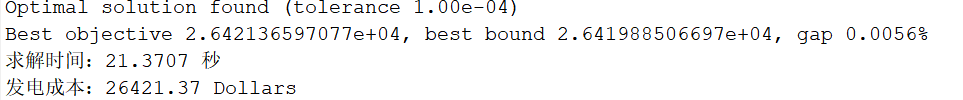 Optimal solution found (tolerance 1.00e-04)
Best objective 2.642136597077e+04, best bound 2.641988506697e+04, gap 0.0056%
求解时间: 21.3707 秒
发电成本: 26421.37 Dollars